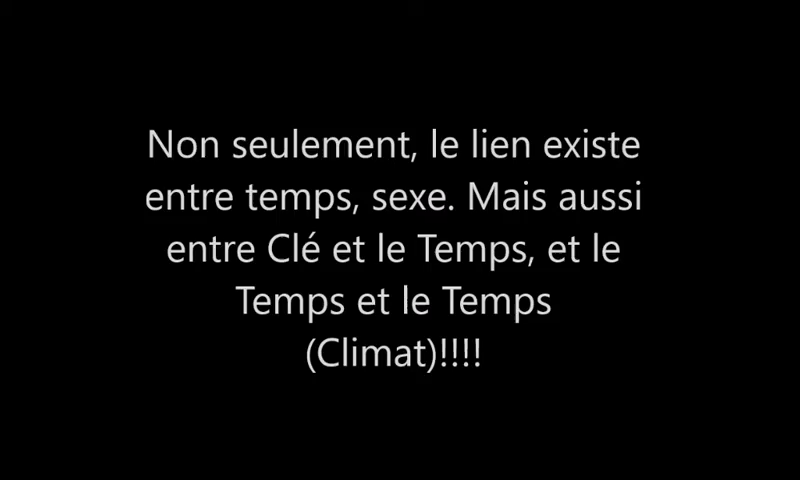 Non seulement, le lien existe
entre temps, sexe. Mais aussi
entre Clé et le Temps, et le
Temps et le Temps
(Climat)!!!!